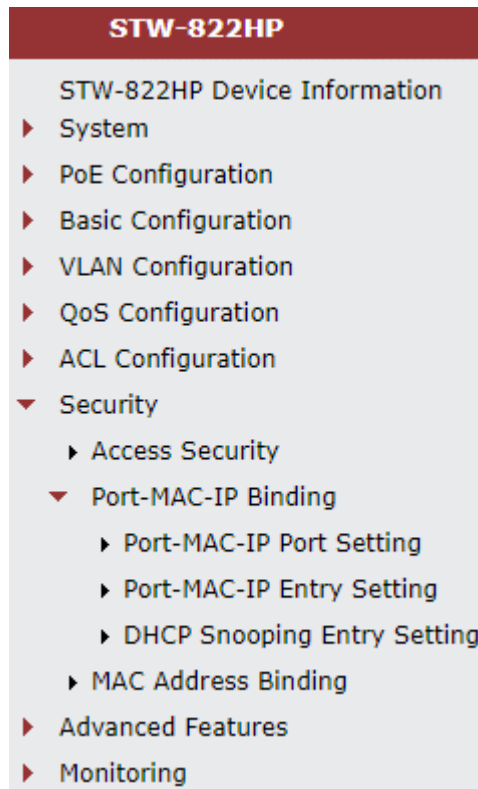 STW-822HP
STW-822HP Device Information
System
PoE Configuration
Basic Configuration
VLAN Configuration
QoS Configuration
ACL Configuration
Security
Access Security
Port-MAC-IP Binding
Port-MAC-IP Port Setting
Port-MAC-IP Entry Setting
DHCP Snooping Entry Setting
MAC Address Binding
Advanced Features
Monitoring